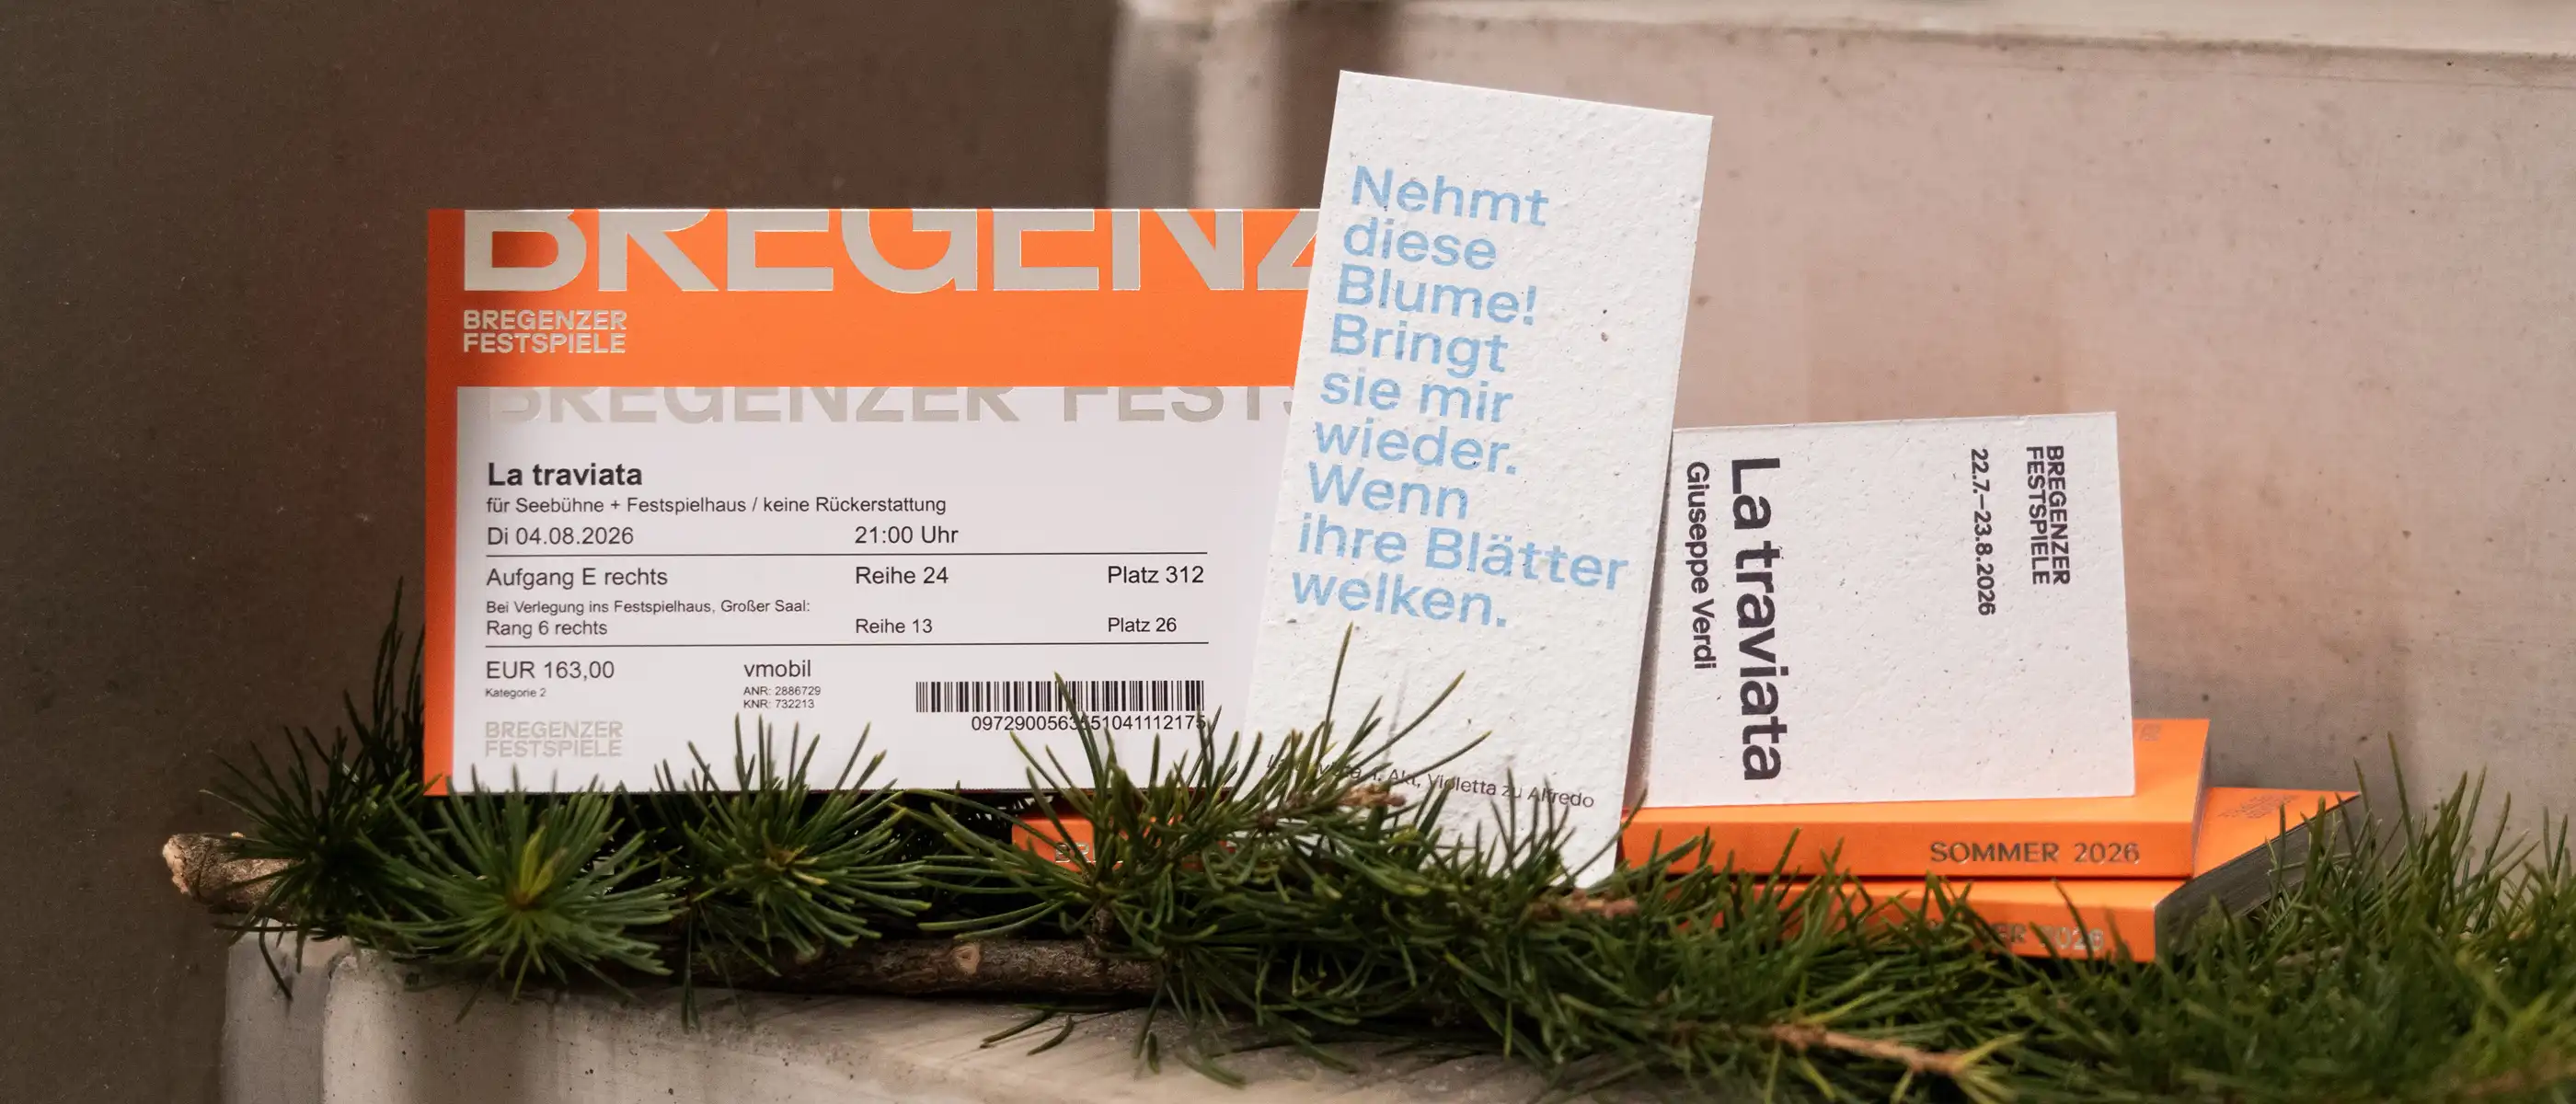 BREGENZ
BREGENZER
FESTSPIELE
BREGENZER FESTS
La traviata
für Seebühne + Festspielhaus / keine Rückerstattung
Di 04.08.2026 21:00 Uhr
Aufgang E rechts Reihe 24 Platz 312
Bei Verlegung ins Festspielhaus, Großer Saal:
Rang 6 rechts Reihe 13 Platz 26
EUR 163,00 vmobil
Kategorie 2 ANR: 2886729
KNR: 732213
BREGENZER
FESTSPIELE
Nehmt
diese
Blume!
Bringt
sie mir
wieder.
Wenn
ihre Blätter
welken.
Violetta zu Alfredo
BREGENZER
FESTSPIELE
22.7.–23.8.2026
La traviata
Giuseppe Verdi
SOMMER 2026
2026